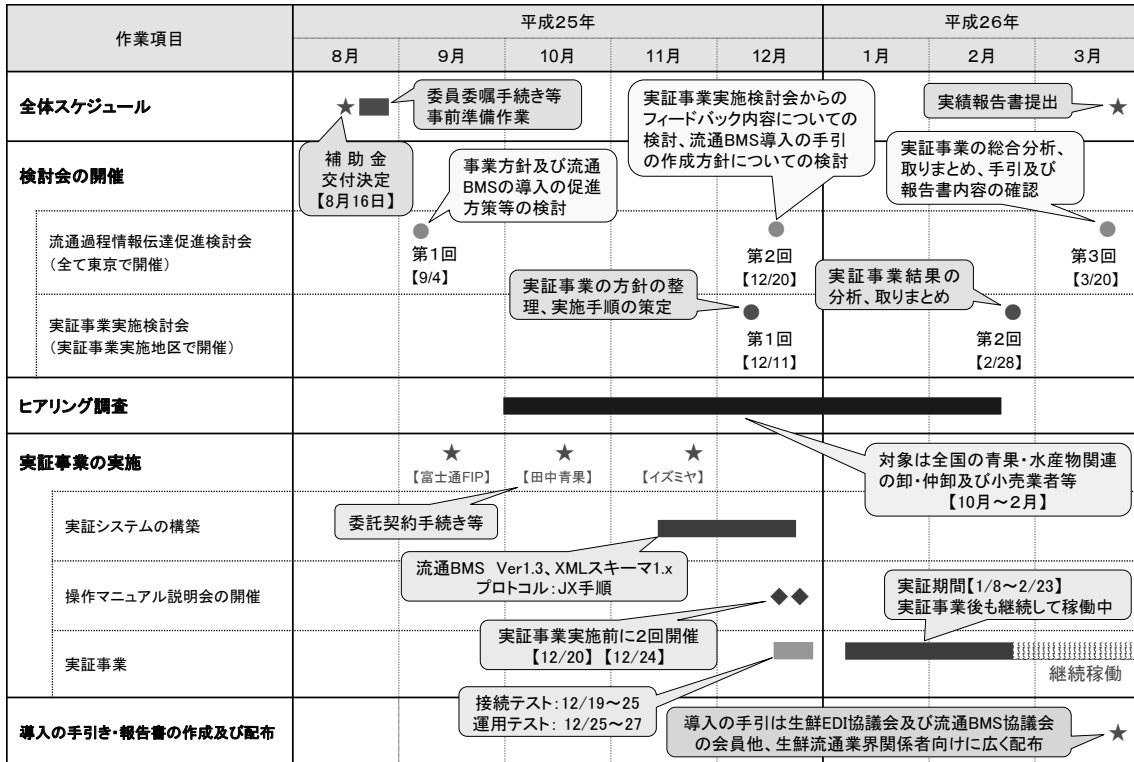 作業項目
平成25年
平成26年
8月
9月
10月
11月
12月
1月
2月
3月
全体スケジュール
委員委嘱手続き等
事前準備作業
補助金
交付決定
【8月16日】
実績報告書提出
検討会の開催
事業方針及び流通
BMSの導入の促進
方策等の検討
実証事業実施検討会からの
フィードバック内容についての
検討、流通BMS導入の手引
の作成方針についての検討
実証事業の総合分析、
取りまとめ、手引及び
報告書内容の確認
流通過程情報伝達促進検討会
(全て東京で開催)
第1回
【9/4】
第2回
【12/20】
第3回
【3/20】
実証事業の方針の整
理、実施手順の策定
実証事業結果の
分析、取りまとめ
実証事業実施検討会
(実証事業実施地区で開催)
第1回
【12/11】
第2回
【2/28】
ヒアリング調査
対象は全国の青果・水産物関連
の卸・仲卸及び小売業者等
【10月～2月】
実証事業の実施
【富士通FIP】
【田中青果】
【イズミヤ】
委託契約手続き等
実証システムの構築
流通BMS Ver1.3、XMLスキーマ1.x
プロトコル:JX手順
操作マニュアル説明会の開催
実証事業実施前に2回開催
【12/20】【12/24】
実証期間【1/8～2/23】
実証事業後も継続して稼働中
実証事業
継続稼働
接続テスト:12/19～25
運用テスト:12/25～27
導入の手引き・報告書の作成及び配布
導入の手引は生鮮EDI協議会及び流通BMS協議会
の会員他、生鮮流通業界関係者向けに広く配布